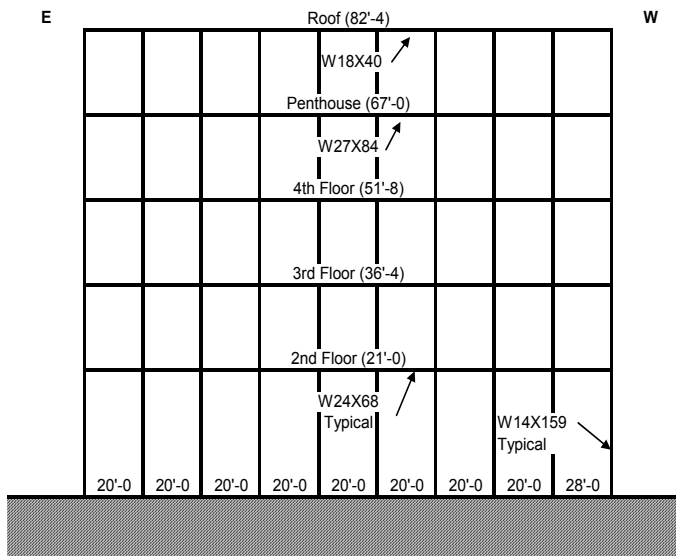 E
Roof (82'-4)
W
W18X40
Penthouse (67'-0)
W27X84
4th Floor (51'-8)
3rd Floor (36'-4)
2nd Floor (21'-0)
W24X68
Typical
W14X159
Typical
20'-0 20'-0 20'-0 20'-0 20'-0 20'-0 20'-0 20'-0 28'-0